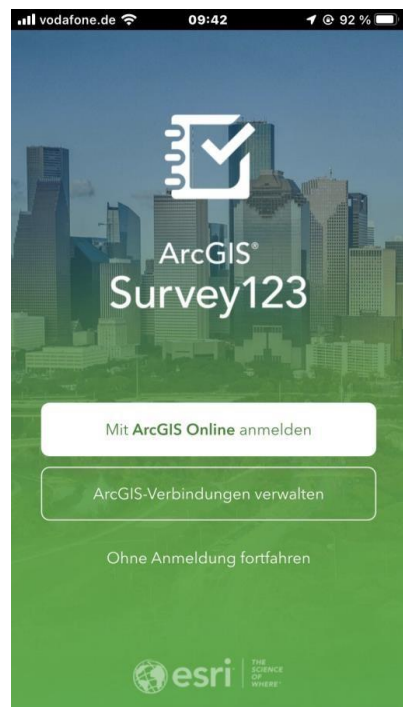 vodafone.de 09:42 92 %
ArcGIS®
Survey123
Mit ArcGIS Online anmelden
ArcGIS-Verbindungen verwalten
Ohne Anmeldung fortfahren
esri THE
SCIENCE
OF
WHERE™